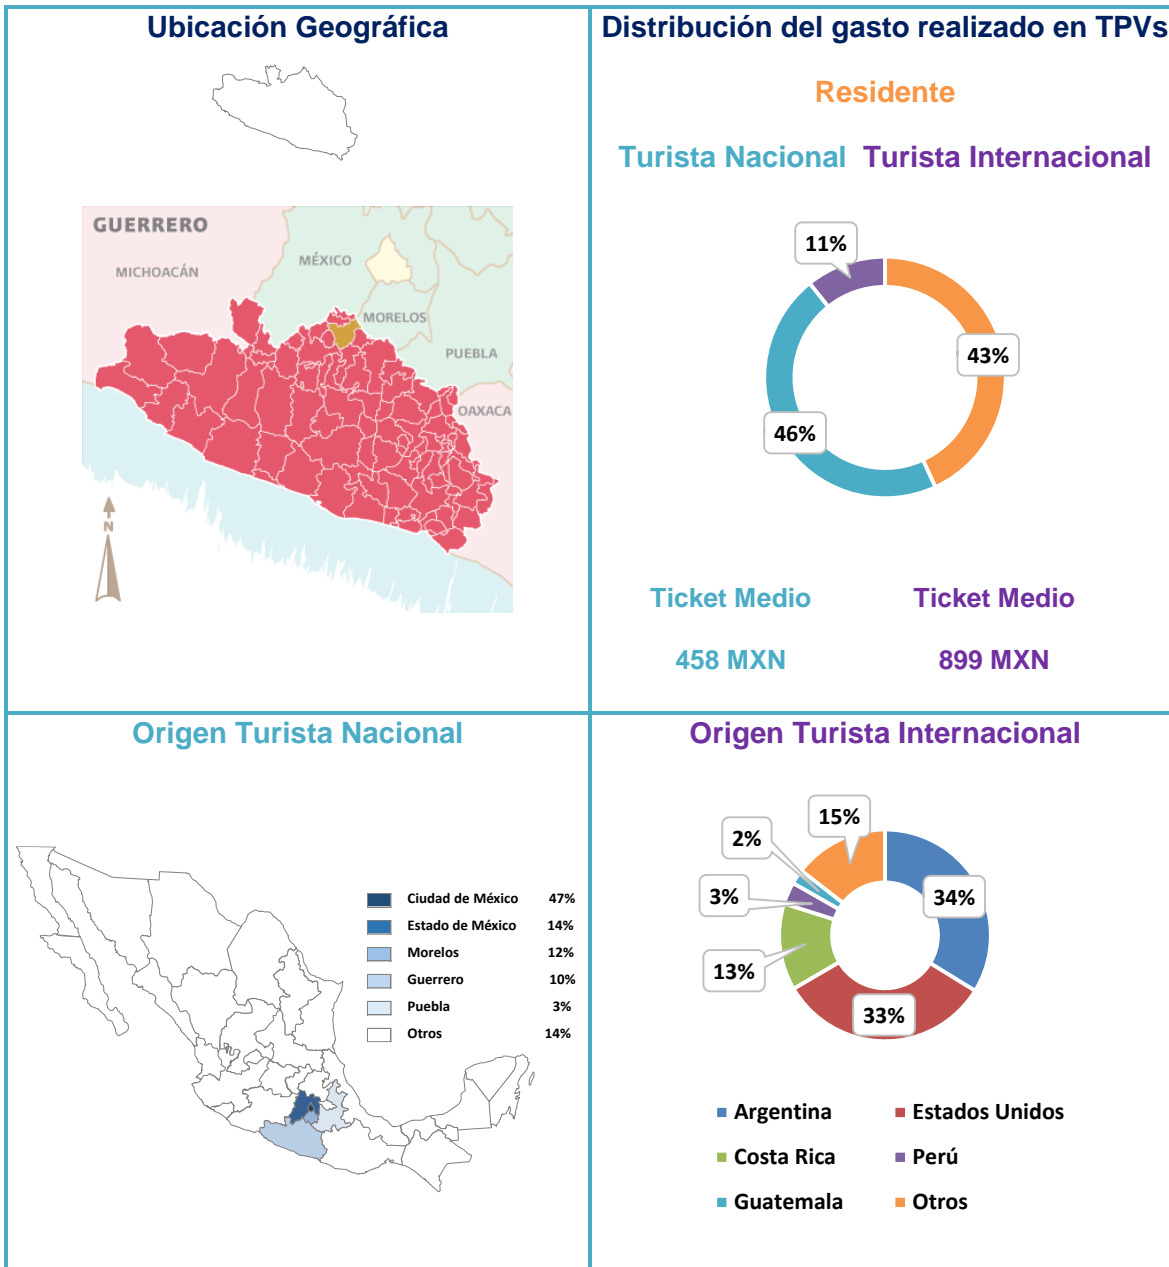 Ubicación Geográfica
GUERRERO
MICHOACÁN
MÉXICO
MORELOS
PUEBLA
OAXACA
N
Distribución del gasto realizado en TPVs
Residente
Turista Nacional Turista Internacional
11%
43%
46%
Ticket Medio Ticket Medio
458 MXN 899 MXN
Origen Turista Nacional
Ciudad de México 47%
Estado de México 14%
Morelos 12%
Guerrero 10%
Puebla 3%
Otros 14%
Origen Turista Internacional
15%
2%
3%
34%
13%
33%
Argentina Estados Unidos
Costa Rica Perú
Guatemala Otros